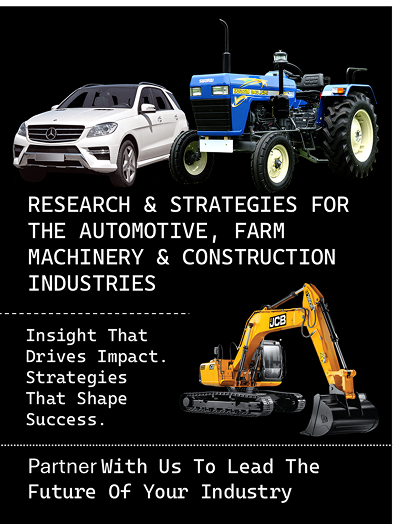 RESEARCH & STRATEGIES FOR
THE AUTOMOTIVE, FARM
MACHINERY & CONSTRUCTION
INDUSTRIES
JCB
Insight That
Drives Impact.
Strategies
That Shape
Success.
Partner With Us To Lead The
Future Of Your Industry